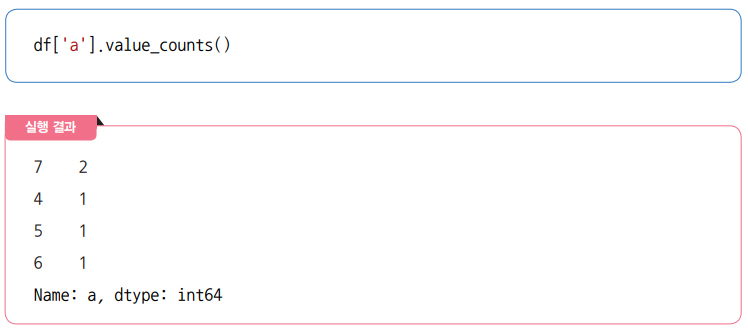 df['a'].value_counts()
실행 결과
7    2
4    1
5    1
6    1
Name: a, dtype: int64